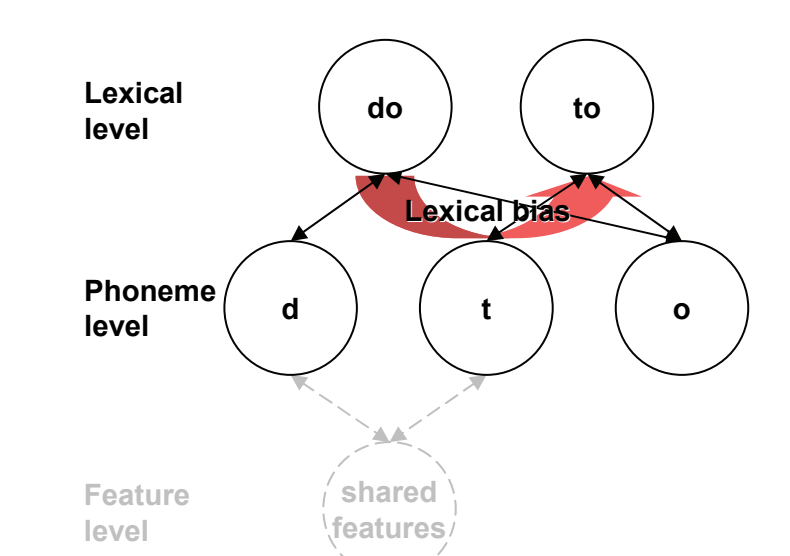 Lexical
level
do
to
Lexical bias
Phoneme
level
d
t
o
Feature
level
shared
features